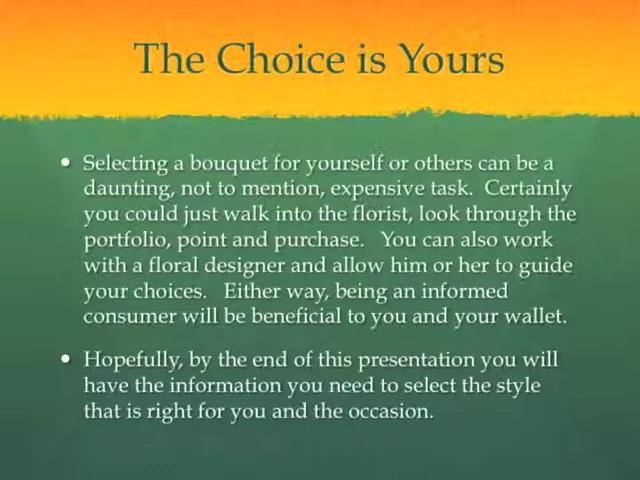 The Choice is Yours
• Selecting a bouquet for yourself or others can be a
daunting, not to mention, expensive task. Certainly
you could just walk into the florist, look through the
portfolio, point and purchase. You can also work
with a floral designer and allow him or her to guide
your choices. Either way, being an informed
consumer will be beneficial to you and your wallet.
• Hopefully, by the end of this presentation you will
have the information you need to select the style
that is right for you and the occasion.